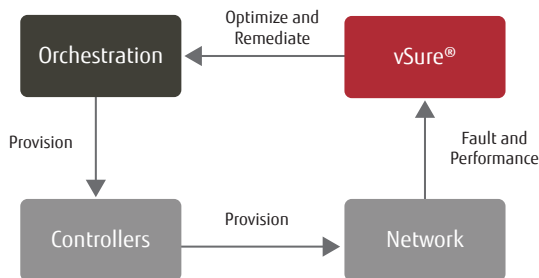 Optimize and
Remediate
Orchestration
vSure®
Provision
Fault and
Performance
Controllers
Provision
Network